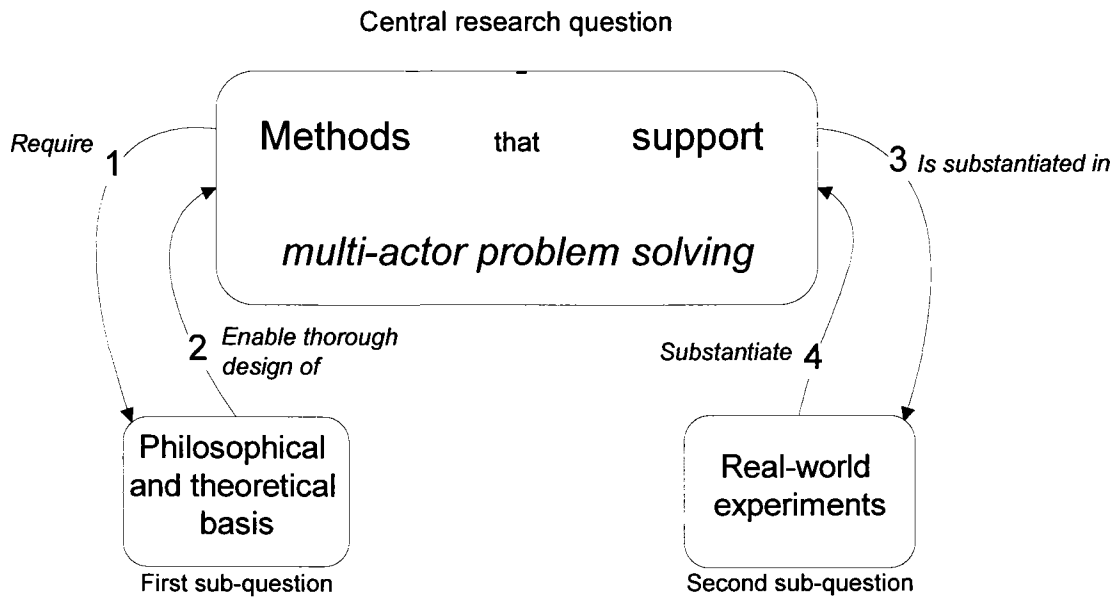 Central research question
Methods that support
multi-actor problem solving
Require
1
2
Enable thorough
design of
3
Is substantiated in
Substantiate 4
Philosophical
and theoretical
basis
First sub-question
Real-world
experiments
Second sub-question